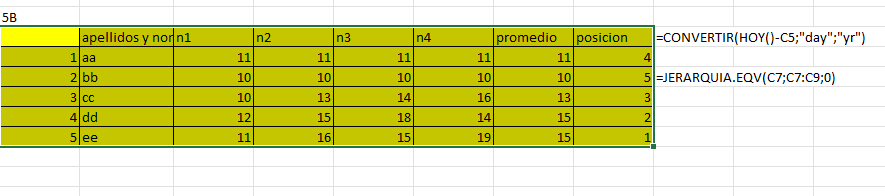 5B
apellidos y nor n1 n2 n3 n4 promedio posicion =CONVERTIR(HOY()-C5;"day";"yr")
1 aa 11 11 11 11 11 4
2 bb 10 10 10 10 10 5 =JERARQUIA.EQV(C7;C7:C9;0)
3 cc 10 13 14 16 13 3
4 dd 12 15 18 14 15 2
5 ee 11 16 15 19 15 1